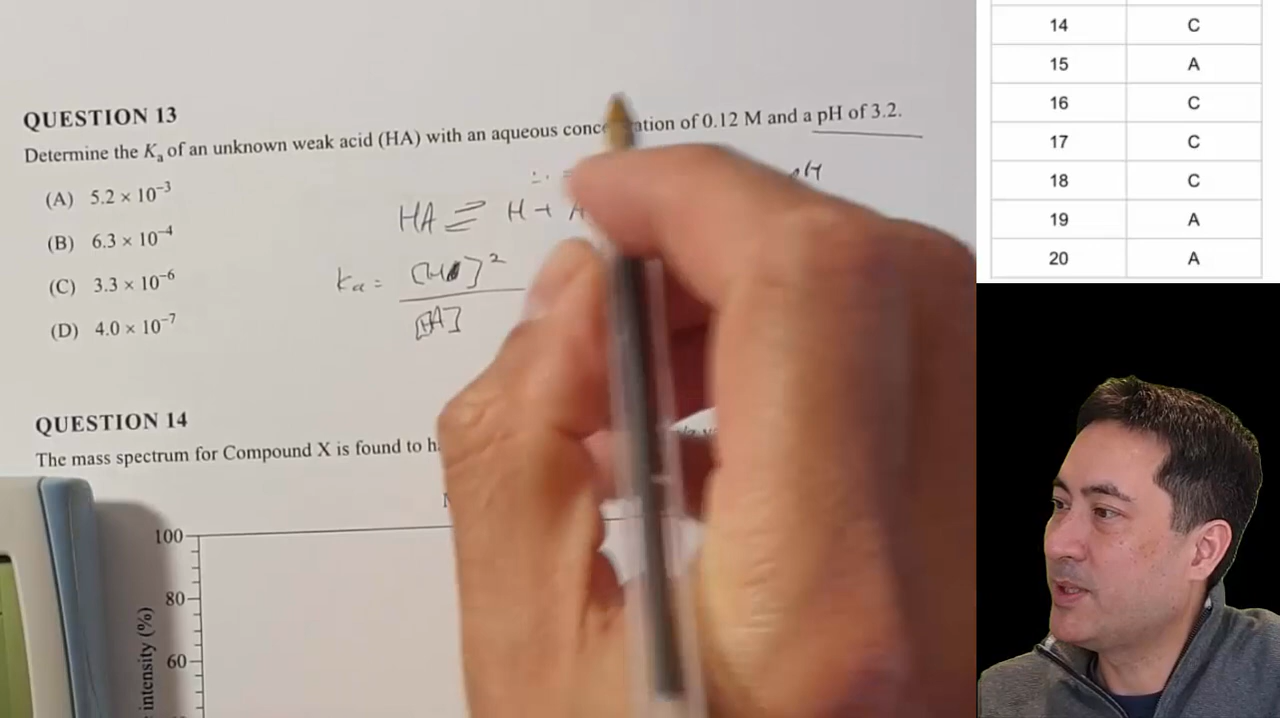 QUESTION 13
Determine the Ka of an unknown weak acid (HA) with an aqueous ation of 0.12 M and a pH of 3.2.
(A) 5.2 × 10⁻³
(B) 6.3 × 10⁻⁴
(C) 3.3 × 10⁻⁶
(D) 4.0 × 10⁻⁷
HA ⇌ H +
Ka = [H ]²
[HA]
QUESTION 14
The mass spectrum for Compound X is found to
100
80
60
intensity (%)
14 C
15 A
16 C
17 C
18 C
19 A
20 A